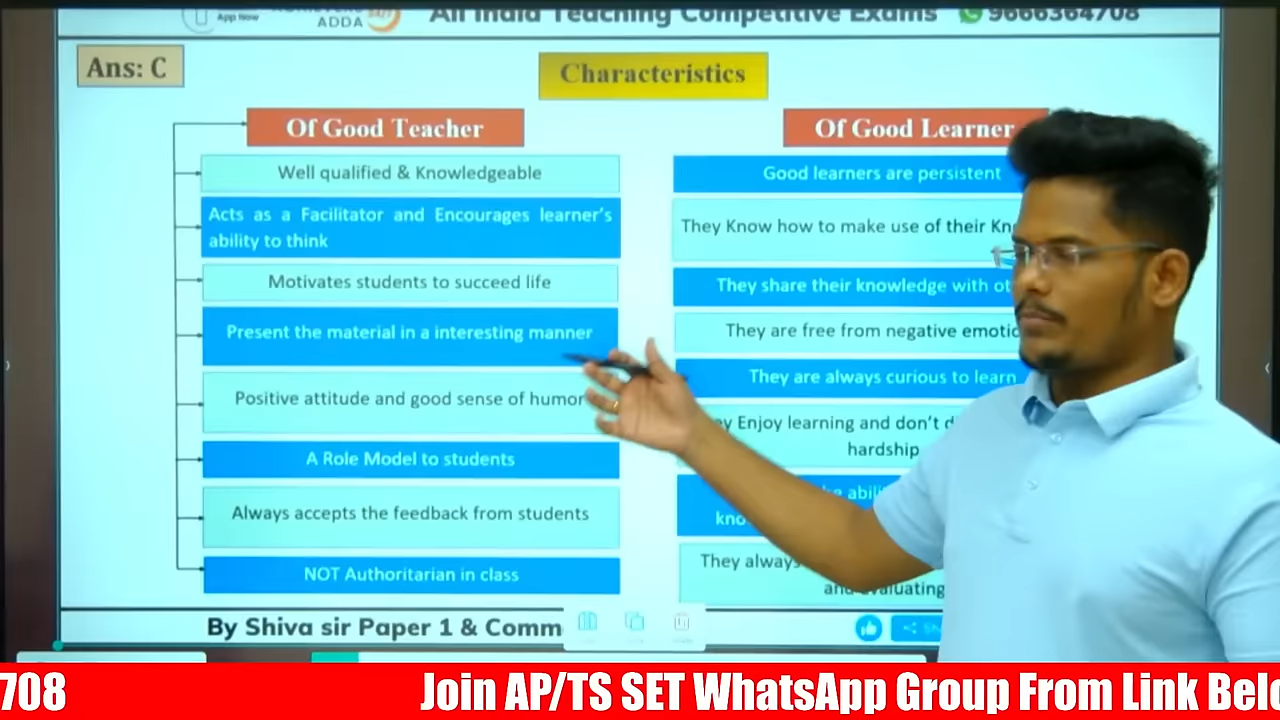 App Now
ADDA
24/7
All India Teaching Competitive Exams
9666364708
Ans: C
Characteristics
Of Good Teacher
Well qualified & Knowledgeable
Acts as a Facilitator and Encourages learner's
ability to think
Motivates students to succeed life
Present the material in a interesting manner
Positive attitude and good sense of humor
A Role Model to students
Always accepts the feedback from students
NOT Authoritarian in class
Of Good Learner
Good learners are persistent
They Know how to make use of their
They share their knowledge with
They are free from negative
They are always curious to learn
Enjoy learning and don't
hardship
They always
By Shiva sir Paper 1 & Comm
708
Join AP/TS SET WhatsApp Group From Link